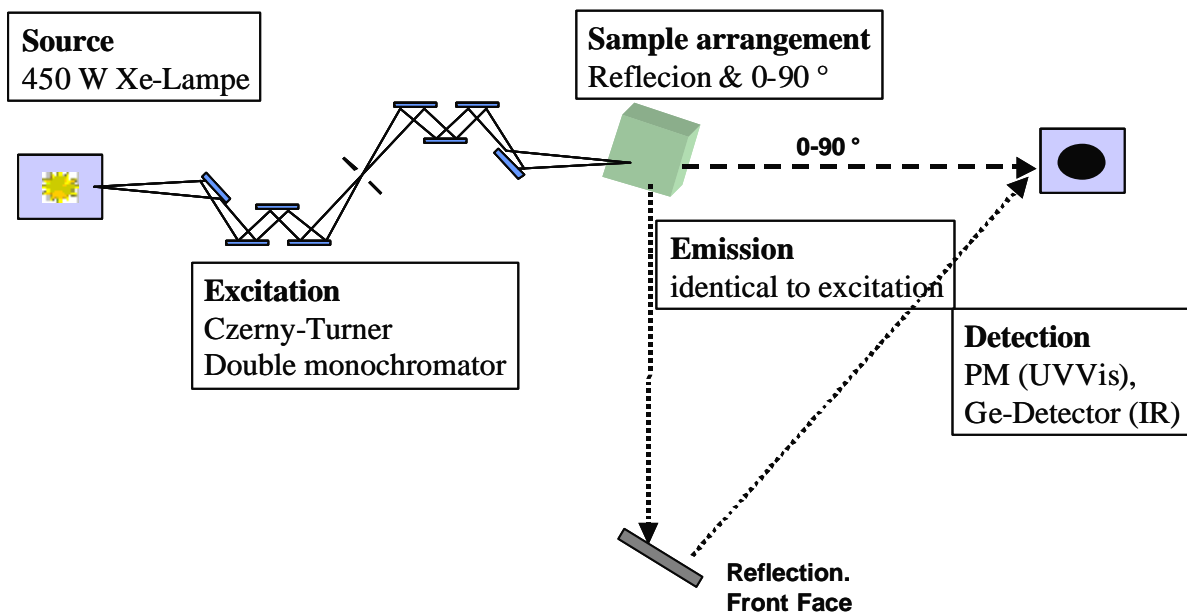 Source
450 W Xe-Lampe
Sample arrangement
Reflecion & 0-90 °
0-90 °
Emission
identical to excitation
Excitation
Czerny-Turner
Double monochromator
Detection
PM (UVVis),
Ge-Detector (IR)
Reflection.
Front Face